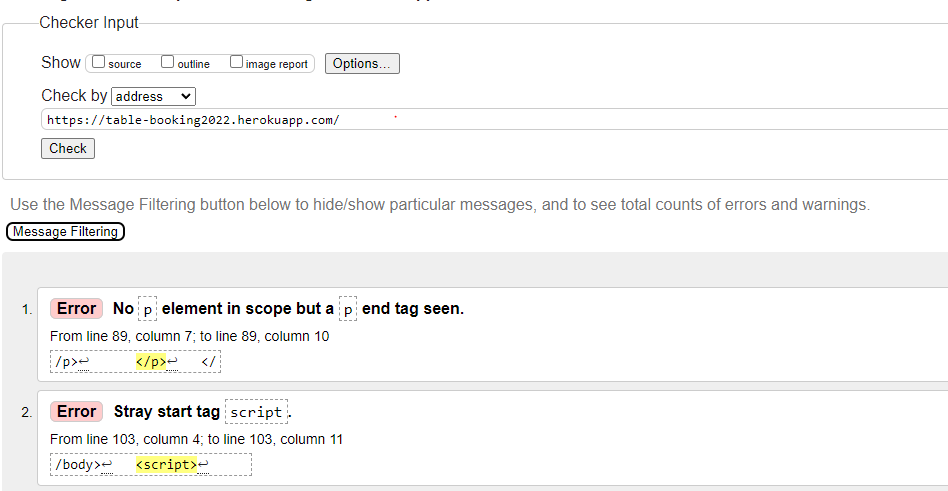 Checker Input
Show source outline image report Options...
Check by address
https://table-booking2022.herokuapp.com/
Check
Use the Message Filtering button below to hide/show particular messages, and to see total counts of errors and warnings.
Message Filtering
1. Error No p element in scope but a p end tag seen.
From line 89, column 7; to line 89, column 10
/p>↩ </p>↩ </
2. Error Stray start tag script.
From line 103, column 4; to line 103, column 11
/body>↩ <script>↩